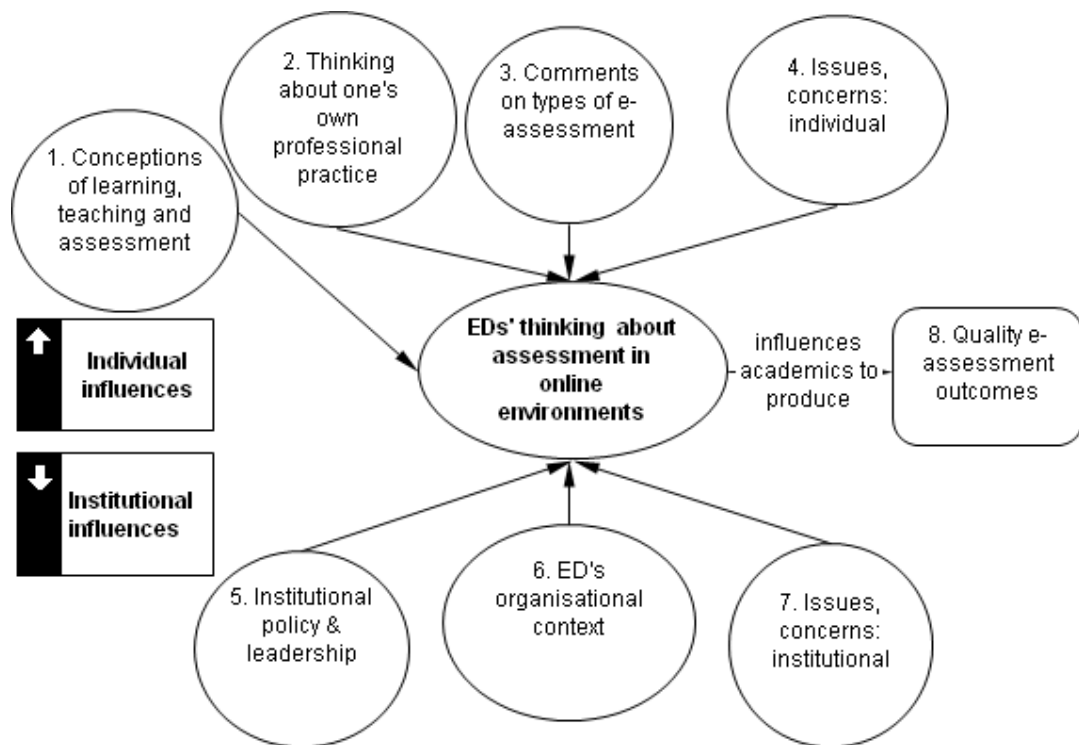 1. Conceptions
of learning,
teaching and
assessment
2. Thinking
about one's
own
professional
practice
3. Comments
on types of e-
assessment
4. Issues,
concerns:
individual
Individual
influences
Institutional
influences
EDs' thinking about
assessment in
online
environments
influences
academics to
produce
8. Quality e-
assessment
outcomes
5. Institutional
policy &
leadership
6. ED's
organisational
context
7. Issues,
concerns:
institutional